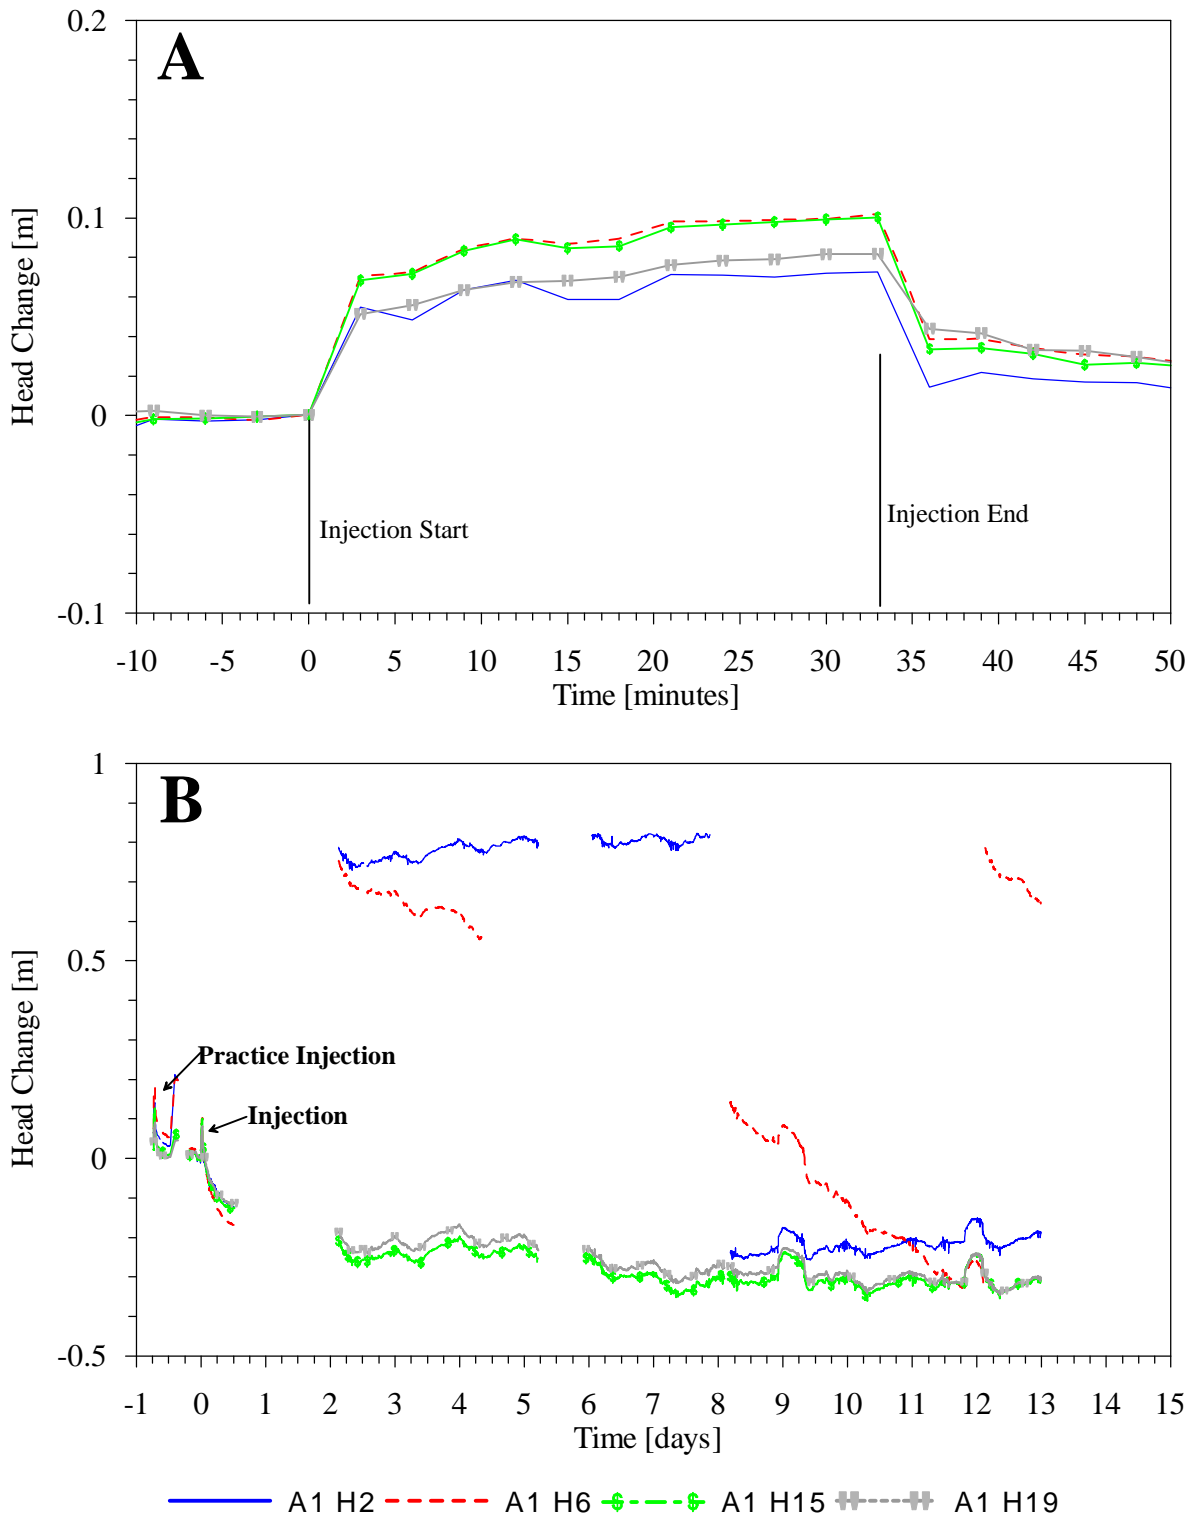 A
0.2
0.1
0
-0.1
Head Change [m]
Injection Start
Injection End
-10 -5 0 5 10 15 20 25 30 35 40 45 50
Time [minutes]
B
1
0.5
0
-0.5
Head Change [m]
Practice Injection
Injection
-1 0 1 2 3 4 5 6 7 8 9 10 11 12 13 14 15
Time [days]
A1 H2 A1 H6 A1 H15 A1 H19